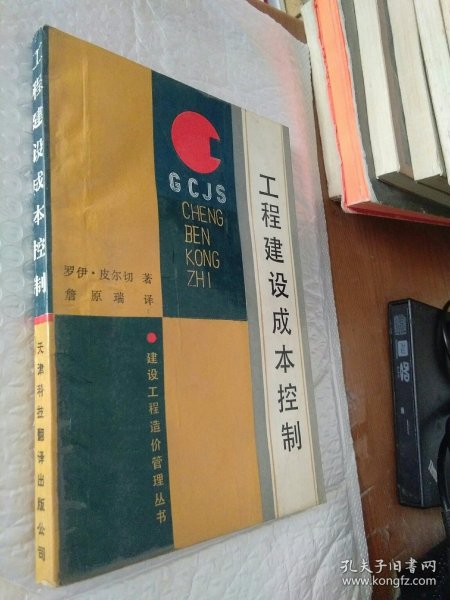 工程建设成本控制
天津科技翻译出版公司
GCJS
CHENG
BEN
KONG
ZHI
罗伊·皮尔切 著
詹原瑞 译
建设工程造价管理丛书
工程建设成本控制
孔夫子旧书网
www.kongfz.com